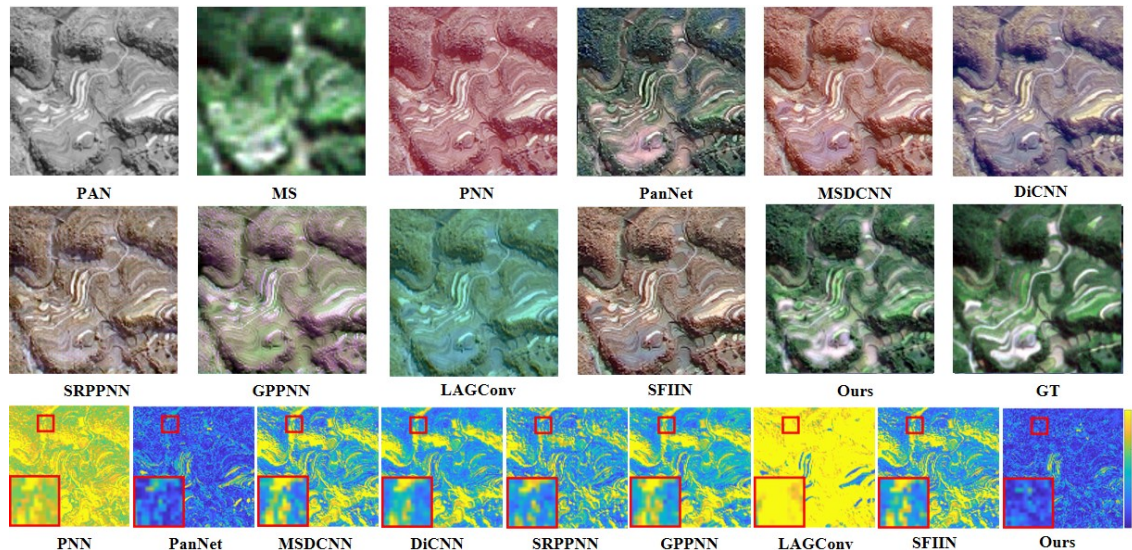 PAN MS PNN PanNet MSDCNN DiCNN
SRPPNN GPPNN LAGConv SFIIN Ours GT
PNN PanNet MSDCNN DiCNN SRPPNN GPPNN LAGConv SFIIN Ours